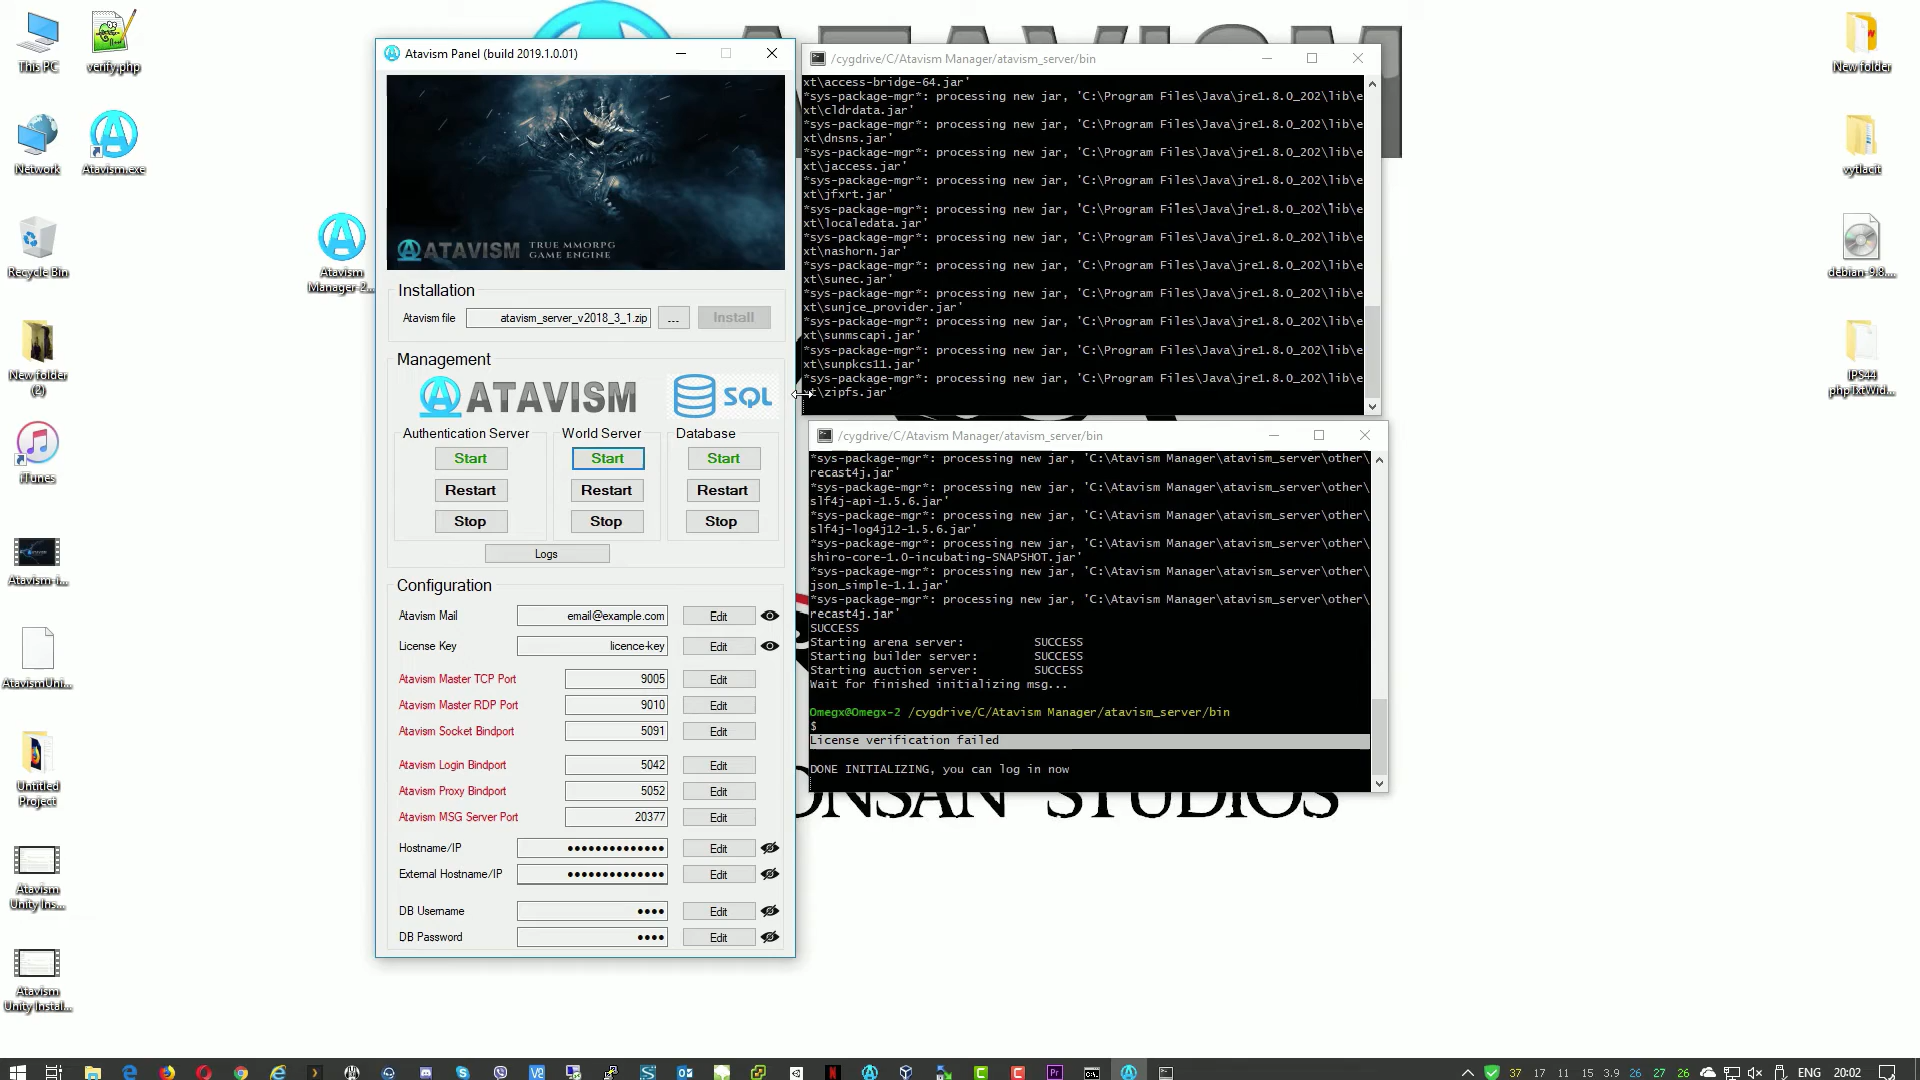 This PC
verify.php
Network
Atavism.exe
Recycle Bin
Atavism
Manager-2...
New folder
(2)
iTunes
Atavism-i...
AtavismUni...
Untitled
Project
Atavism
Unity Ins...
Atavism
Unity Instal...
Atavism Panel (build 2019.1.0.01)
ATAVISM TRUE MMORPG
GAME ENGINE
Installation
Atavism file atavism_server_v2018_3_1.zip ... Install
Management
ATAVISM SQL
Authentication Server World Server Database
Start Start Start
Restart Restart Restart
Stop Stop Stop
Logs
Configuration
Atavism Mail email@example.com Edit
License Key licence-key Edit
Atavism Master TCP Port 9005 Edit
Atavism Master RDP Port 9010 Edit
Atavism Socket Bindport 5091 Edit
Atavism Login Bindport 5042 Edit
Atavism Proxy Bindport 5052 Edit
Atavism MSG Server Port 20377 Edit
Hostname/IP •••••••••••••• Edit
External Hostname/IP •••••••••••••• Edit
DB Username •••• Edit
DB Password •••• Edit
/cygdrive/C/Atavism Manager/atavism_server/bin
xt\access-bridge-64.jar'
*sys-package-mgr*: processing new jar, 'C:\Program Files\Java\jre1.8.0_202\lib\e
xt\cldrdata.jar'
*sys-package-mgr*: processing new jar, 'C:\Program Files\Java\jre1.8.0_202\lib\e
xt\dnsns.jar'
*sys-package-mgr*: processing new jar, 'C:\Program Files\Java\jre1.8.0_202\lib\e
xt\jaccess.jar'
*sys-package-mgr*: processing new jar, 'C:\Program Files\Java\jre1.8.0_202\lib\e
xt\jfxrt.jar'
*sys-package-mgr*: processing new jar, 'C:\Program Files\Java\jre1.8.0_202\lib\e
xt\localedata.jar'
*sys-package-mgr*: processing new jar, 'C:\Program Files\Java\jre1.8.0_202\lib\e
xt\nashorn.jar'
*sys-package-mgr*: processing new jar, 'C:\Program Files\Java\jre1.8.0_202\lib\e
xt\sunec.jar'
*sys-package-mgr*: processing new jar, 'C:\Program Files\Java\jre1.8.0_202\lib\e
xt\sunjce_provider.jar'
*sys-package-mgr*: processing new jar, 'C:\Program Files\Java\jre1.8.0_202\lib\e
xt\sunmscapi.jar'
*sys-package-mgr*: processing new jar, 'C:\Program Files\Java\jre1.8.0_202\lib\e
xt\sunpkcs11.jar'
*sys-package-mgr*: processing new jar, 'C:\Program Files\Java\jre1.8.0_202\lib\e
xt\zipfs.jar'
/cygdrive/C/Atavism Manager/atavism_server/bin
*sys-package-mgr*: processing new jar, 'C:\Atavism Manager\atavism_server\other\
recast4j.jar'
*sys-package-mgr*: processing new jar, 'C:\Atavism Manager\atavism_server\other\
slf4j-api-1.5.6.jar'
*sys-package-mgr*: processing new jar, 'C:\Atavism Manager\atavism_server\other\
slf4j-log4j12-1.5.6.jar'
*sys-package-mgr*: processing new jar, 'C:\Atavism Manager\atavism_server\other\
shiro-core-1.0-incubating-SNAPSHOT.jar'
*sys-package-mgr*: processing new jar, 'C:\Atavism Manager\atavism_server\other\
json_simple-1.1.jar'
*sys-package-mgr*: processing new jar, 'C:\Atavism Manager\atavism_server\other\
recast4j.jar'
SUCCESS
Starting arena server: SUCCESS
Starting builder server: SUCCESS
Starting auction server: SUCCESS
Wait for finished initializing msg...
Omegx@Omegx-2 /cygdrive/C/Atavism Manager/atavism_server/bin
$
License verification failed
DONE INITIALIZING, you can log in now
STUDIOS
New folder
vytlacit
debian-9.8....
IPS44
phpTxtWid...
37 17 11 15 3.9 26 27 26 ENG 20:02